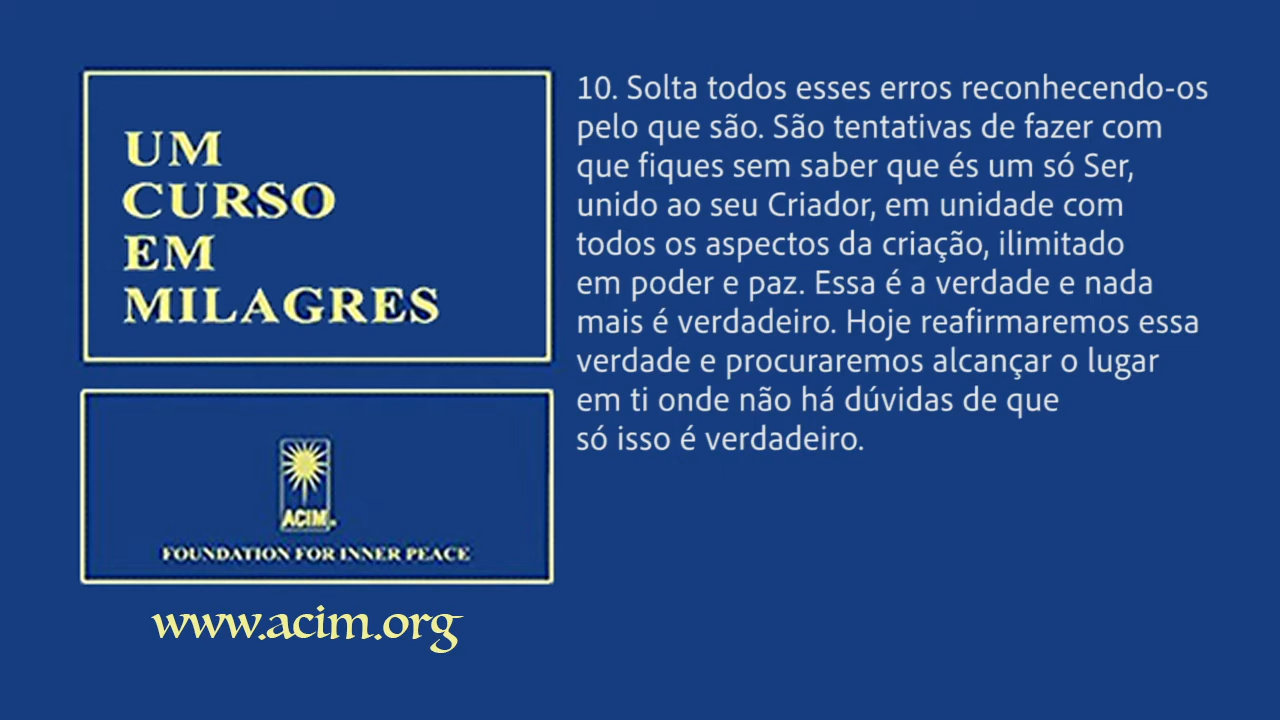 UM
CURSO
EM
MILAGRES
ACIM®
FOUNDATION FOR INNER PEACE
www.acim.org
10. Solta todos esses erros reconhecendo-os
pelo que são. São tentativas de fazer com
que fiques sem saber que és um só Ser,
unido ao seu Criador, em unidade com
todos os aspectos da criação, ilimitado
em poder e paz. Essa é a verdade e nada
mais é verdadeiro. Hoje reafirmaremos essa
verdade e procuraremos alcançar o lugar
em ti onde não há dúvidas de que
só isso é verdadeiro.